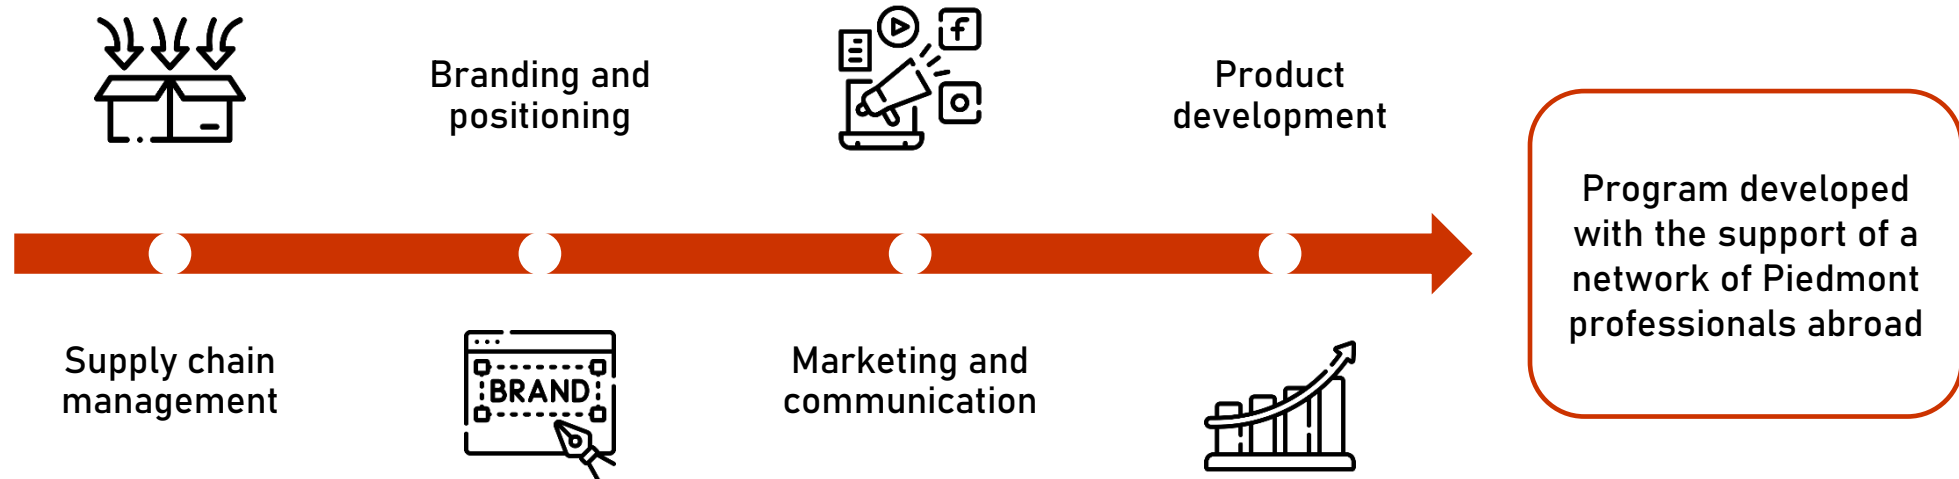 Branding and
positioning
Product
development
Program developed
with the support of a
network of Piedmont
professionals abroad
Supply chain
management
BRAND
Marketing and
communication